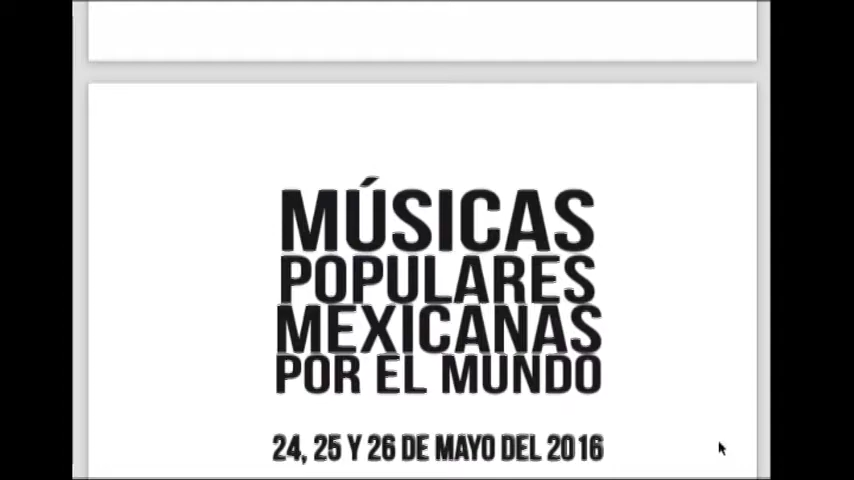 MÚSICAS
POPULARES
MEXICANAS
POR EL MUNDO
24, 25 Y 26 DE MAYO DEL 2016